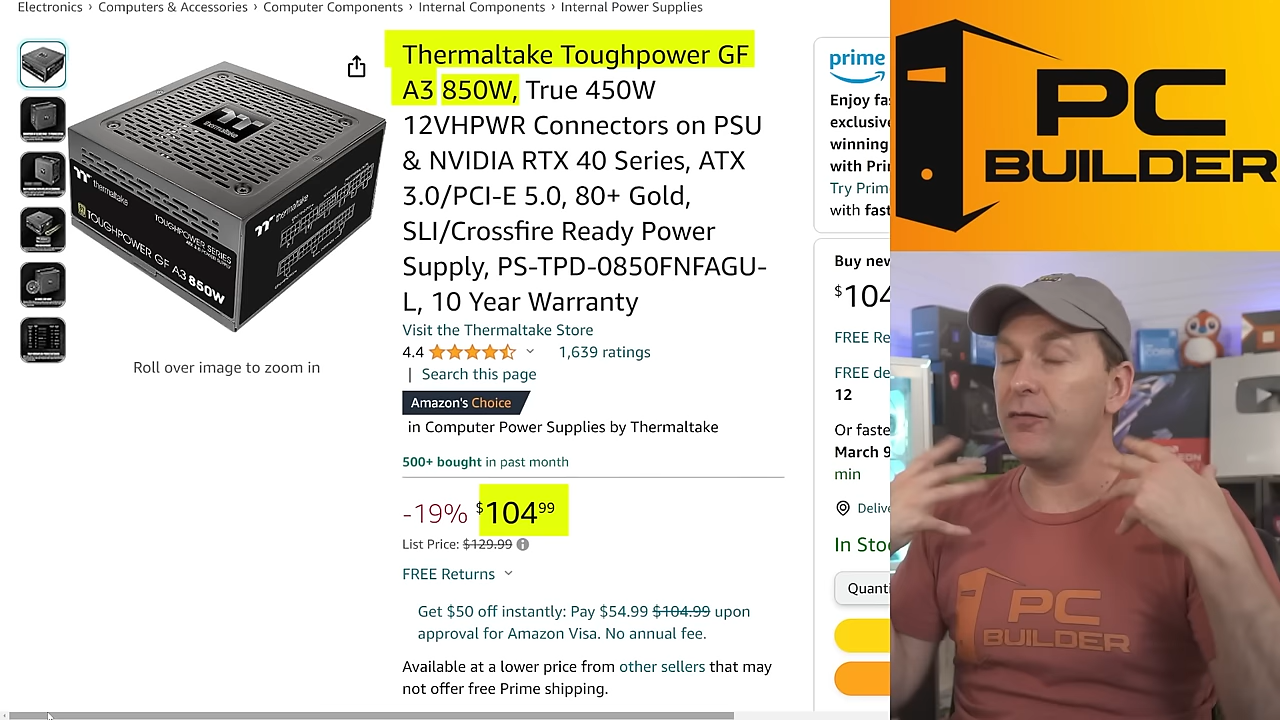 Electronics › Computers & Accessories › Computer Components › Internal Components › Internal Power Supplies
Thermaltake Toughpower GF
A3 850W, True 450W
12VHPWR Connectors on PSU
& NVIDIA RTX 40 Series, ATX
3.0/PCI-E 5.0, 80+ Gold,
SLI/Crossfire Ready Power
Supply, PS-TPD-0850FNFAGU-
L, 10 Year Warranty
Visit the Thermaltake Store
4.4
1,639 ratings
| Search this page
Amazon's Choice
in Computer Power Supplies by Thermaltake
500+ bought in past month
-19% $104.99
List Price: $129.99
FREE Returns
Get $50 off instantly: Pay $54.99 $104.99 upon
approval for Amazon Visa. No annual fee.
Available at a lower price from other sellers that may
not offer free Prime shipping.
Roll over image to zoom in
thermaltake
thermaltake
thermaltake
TOUGHPOWER SERIES
TOUGHPOWER GF A3 850W
prime
Enjoy fas
exclusive
winning
with Prim
Try Prim
with fast
Buy new
$104
FREE Re
FREE de
12
Or faste
March 9
min
Delive
In Stoc
Quanti
PC
BUILDER
PC
BUILDER